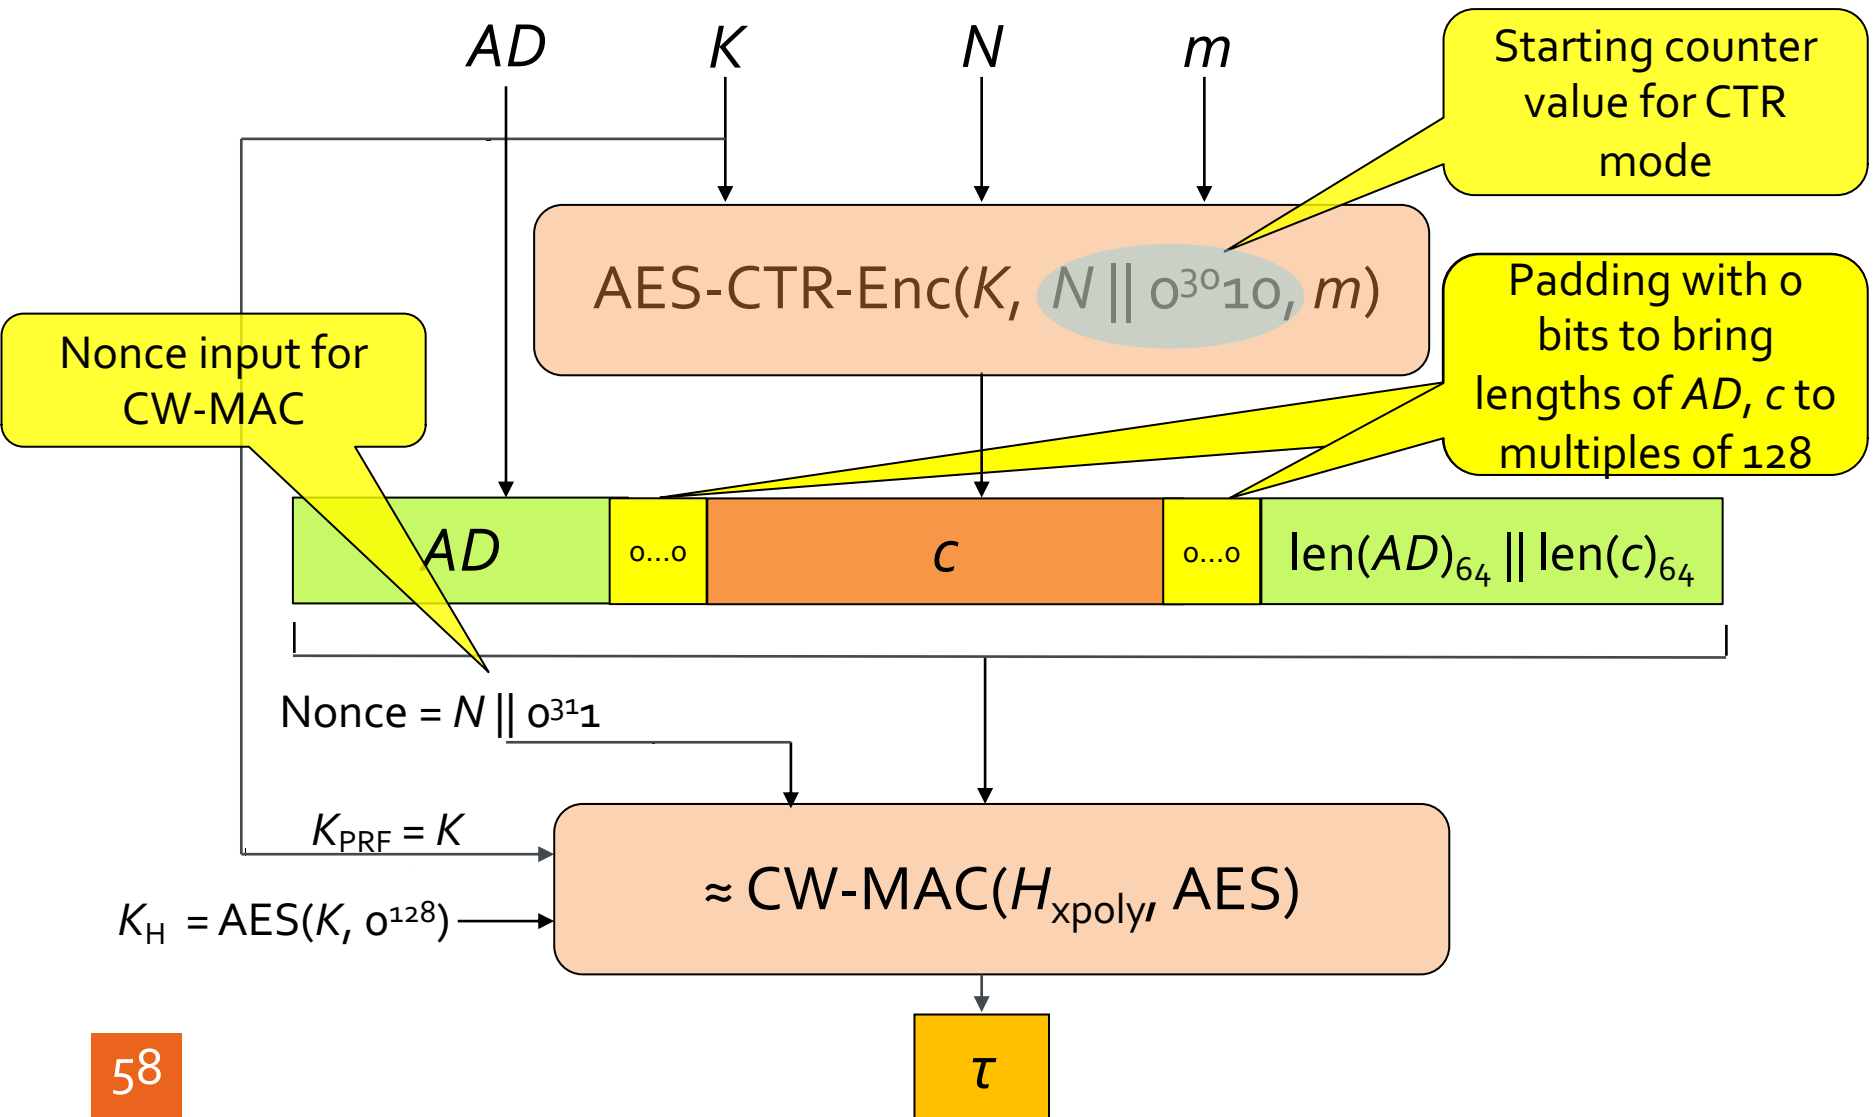 AD K N m
Starting counter
value for CTR
mode
AES-CTR-Enc(K, N || 0³⁰10, m)
Padding with 0
bits to bring
lengths of AD, c to
multiples of 128
Nonce input for
CW-MAC
AD 0...0 c 0...0 len(AD)₆₄ || len(c)₆₄
Nonce = N || 0³¹1
K_PRF = K
≈ CW-MAC(H_xpoly, AES)
K_H = AES(K, 0¹²⁸)
τ
58